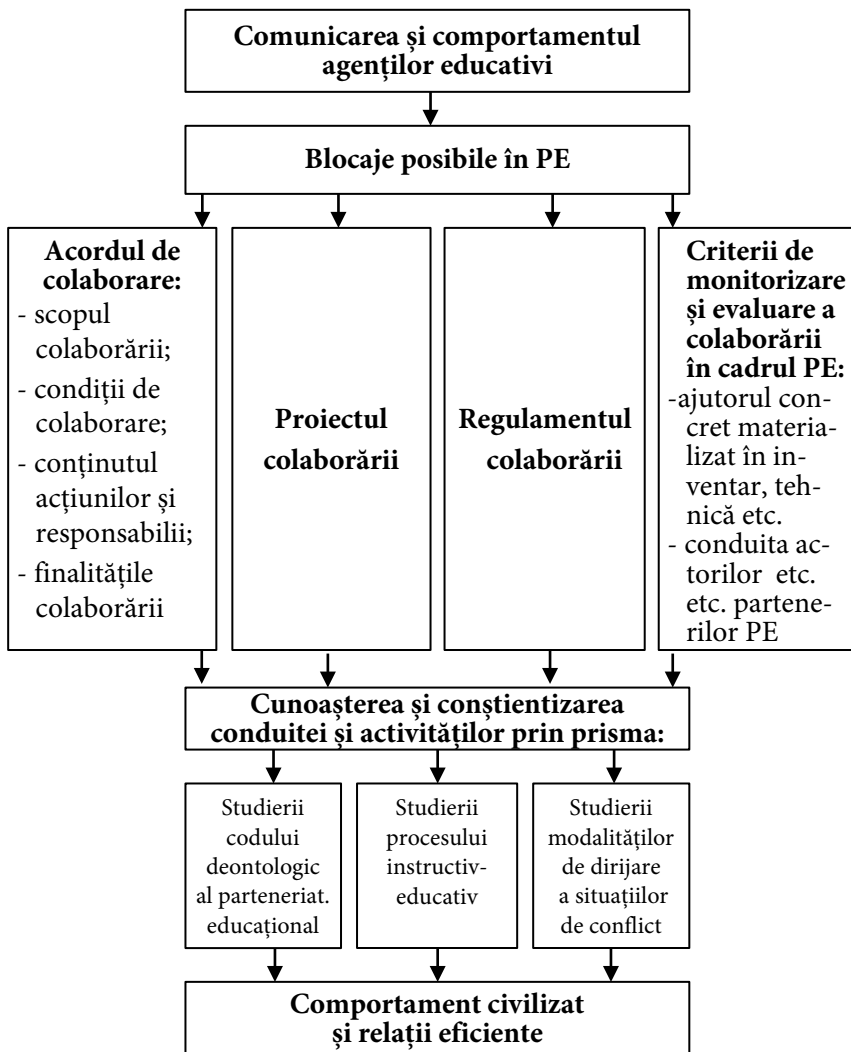 Comunicarea și comportamentul
agenților educativi
Blocaje posibile în PE
Acordul de
colaborare:
- scopul
colaborării;
- condiții de
colaborare;
- conținutul
acțiunilor și
responsabilii;
- finalitățile
colaborării
Proiectul
colaborării
Regulamentul
colaborării
Criterii de
monitorizare
și evaluare a
colaborării
în cadrul PE:
-ajutorul con-
cret materia-
lizat în in-
ventar, teh-
nică etc.
- conduita ac-
torilor etc.
etc. partene-
rilor PE
Cunoașterea și conștientizarea
conduitei și activităților prin prisma:
Studierii
codului
deontologic
al parteneriat.
educațional
Studierii
procesului
instructiv-
educativ
Studierii
modalităților
de dirijare
a situațiilor
de conflict
Comportament civilizat
și relații eficiente